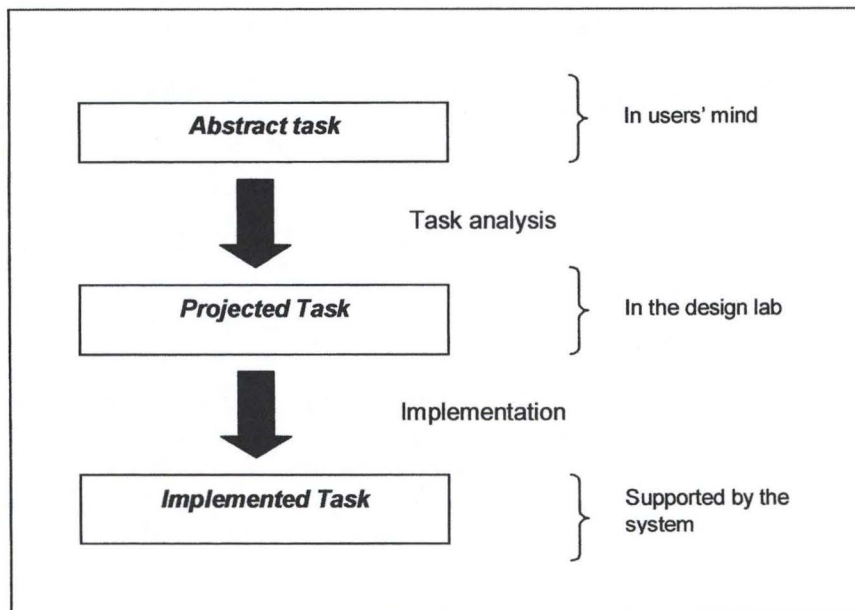 Abstract task
In users' mind
Task analysis
Projected Task
In the design lab
Implementation
Implemented Task
Supported by the
system